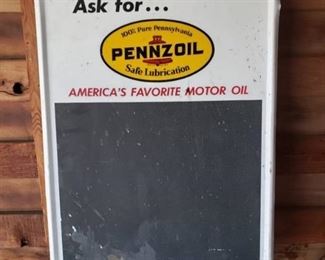 Ask for...
100% Pure Pennsylvania
PENNZOIL
Safe Lubrication
AMERICA'S FAVORITE MOTOR OIL